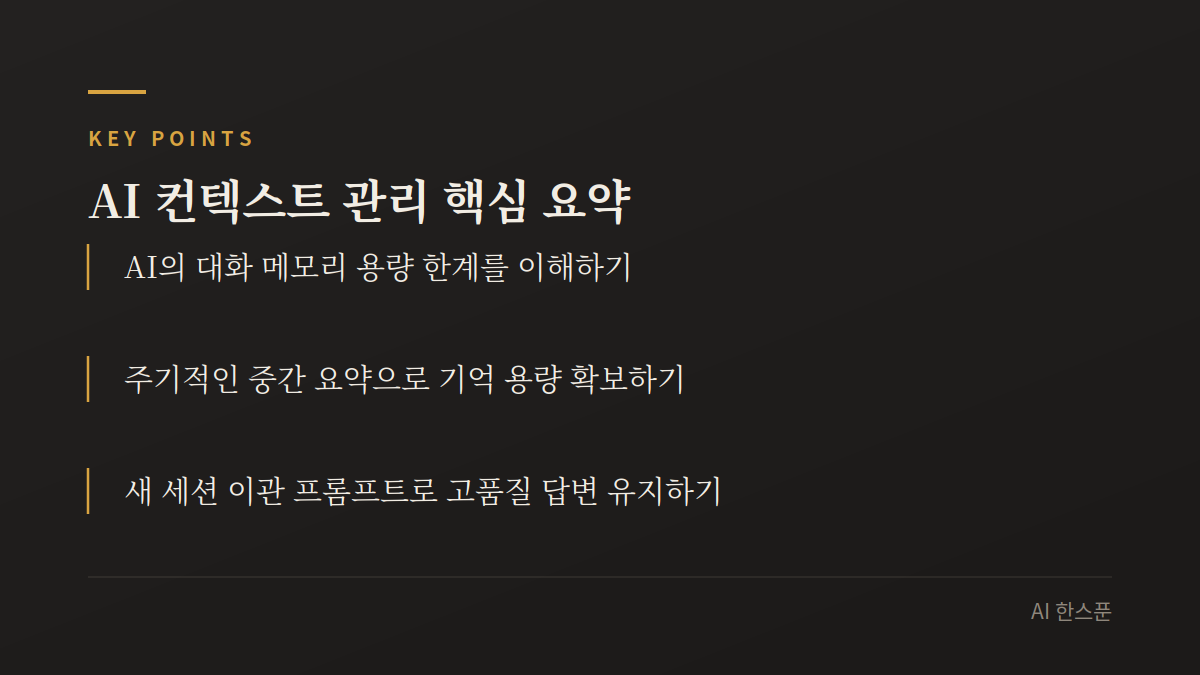 KEY POINTS
AI 컨텍스트 관리 핵심 요약
AI의 대화 메모리 용량 한계를 이해하기
주기적인 중간 요약으로 기억 용량 확보하기
새 세션 이관 프롬프트로 고품질 답변 유지하기
AI 한스푼